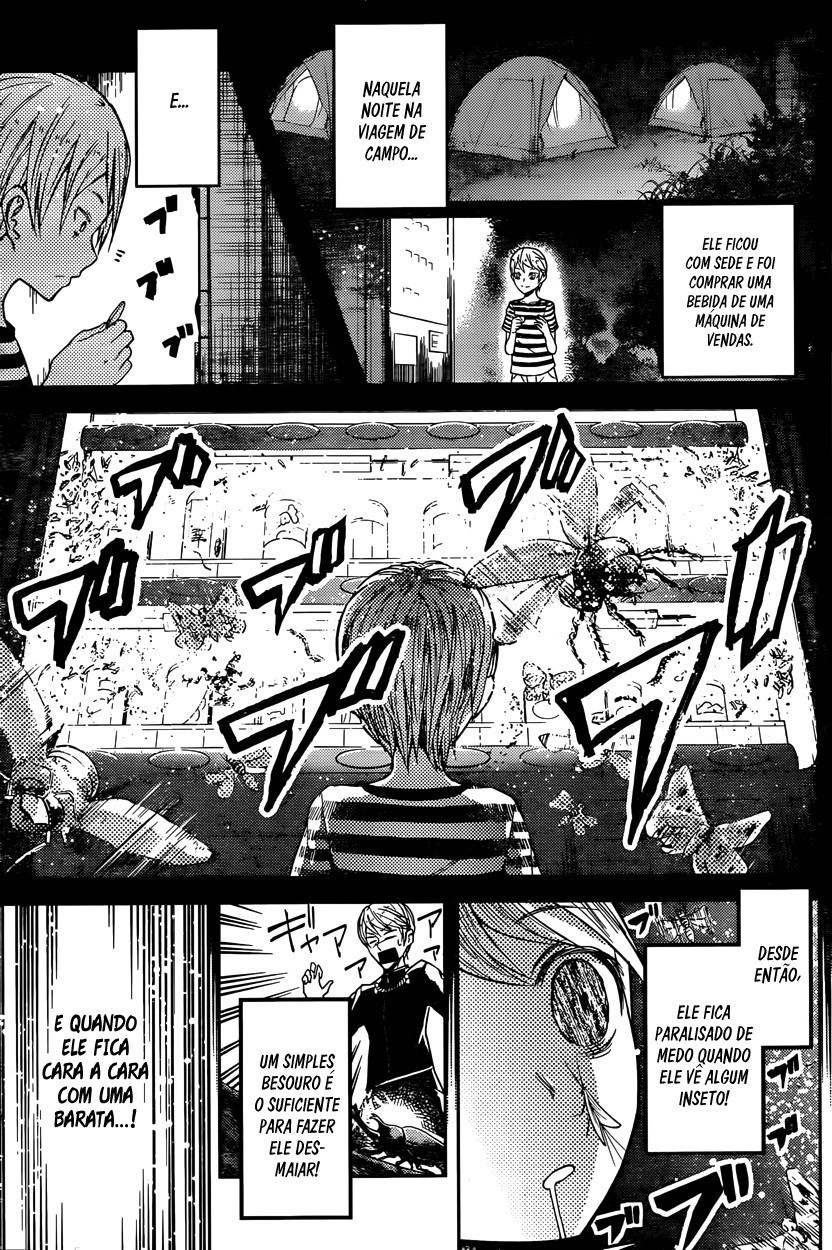 NAQUELA
NOITE NA
VIAGEM DE
CAMPO...
ELE FICOU
COM SEDE E FOI
COMPRAR UMA
BEBIDA DE UMA
MÁQUINA DE
VENDAS.
E...
ブブブ
ブブブブヴ
DESDE
ENTÃO,
ELE FICA
PARALISADO DE
MEDO QUANDO
ELE VÊ ALGUM
INSETO!
ブブブ
ギャアア
UM SIMPLES
BESOURO É
O SUFICIENTE
PARA FAZER
ELE DES-
MAIAR!
E QUANDO
ELE FICA
CARA A CARA
COM UMA
BARATA...!